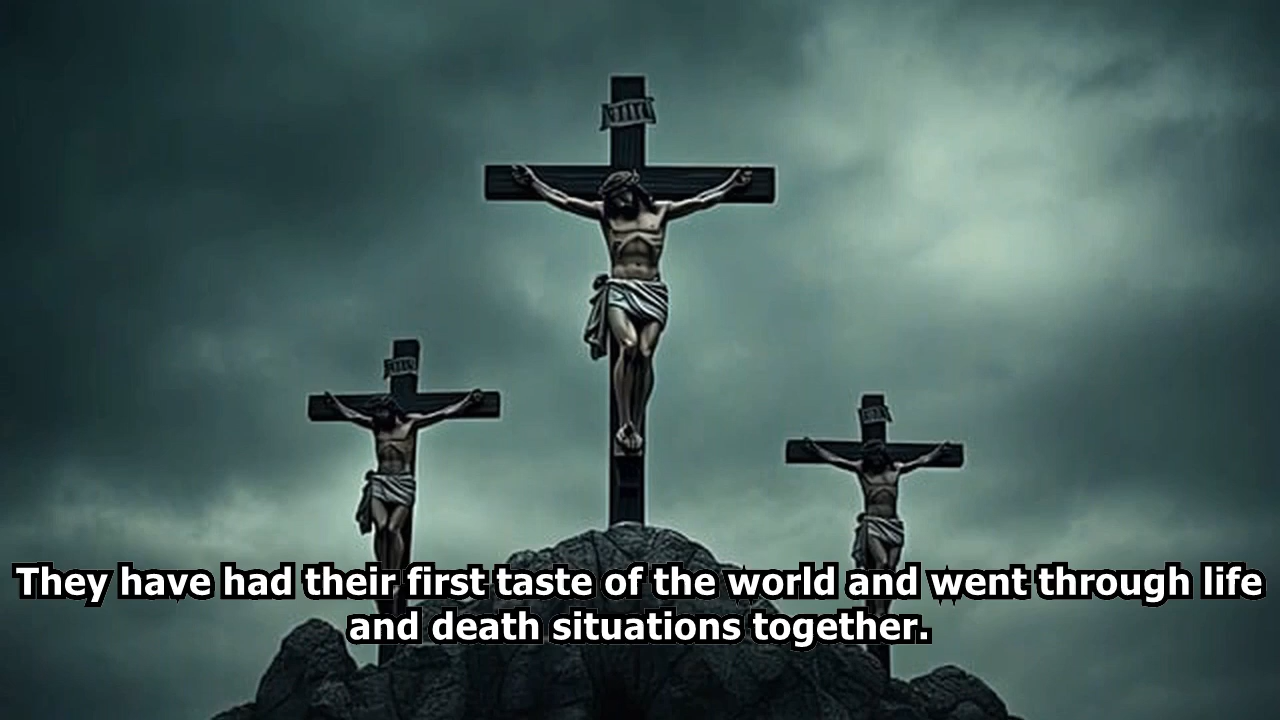 They have had their first taste of the world and went through life
and death situations together.